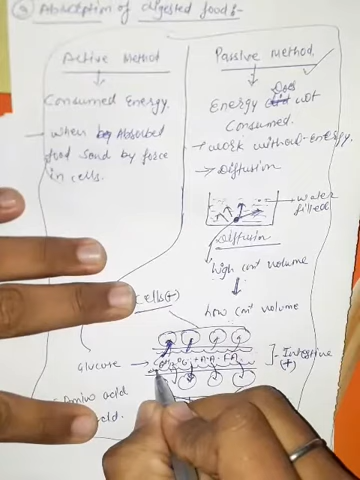 Absorption of digested food:-
Active Method
Consumed Energy.
When Absorbed
food send by force
in cells.
Passive Method
Energy Does not
Consumed.
→ work without energy.
→ Diffusion
water
filled
Diffusion
high cont volume
low cont volume
cells(+)
Glucose
Amino acid
acid.
+A·A· F·A
Intestine
(+)